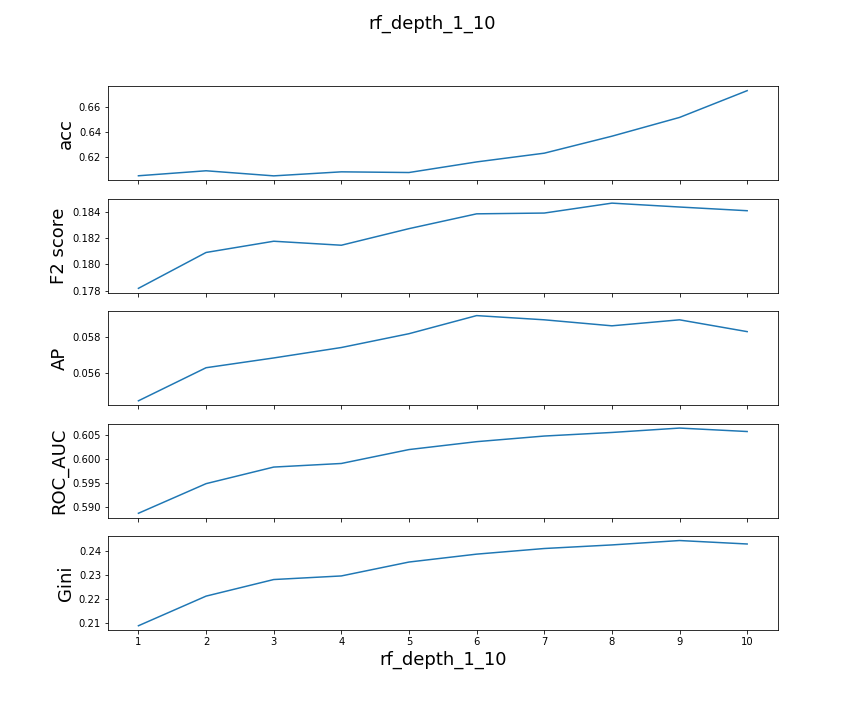 rf_depth_1_10
acc
0.66
0.64
0.62
F2 score
0.184
0.182
0.180
0.178
AP
0.058
0.056
ROC_AUC
0.605
0.600
0.595
0.590
Gini
0.24
0.23
0.22
0.21
1 2 3 4 5 6 7 8 9 10
rf_depth_1_10